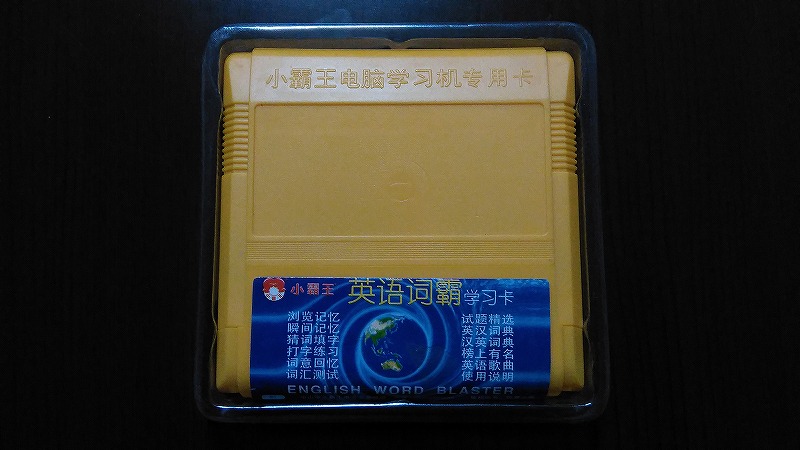 小霸王电脑学习机专用卡
小霸王 英语词霸 学习卡
浏览记忆
瞬间记忆
猜词填字
打字练习
词意回忆
词汇测试
试题精选
英汉词典
汉英词典
榜上有名
英语歌曲
使用说明
ENGLISH WORD BLASTER